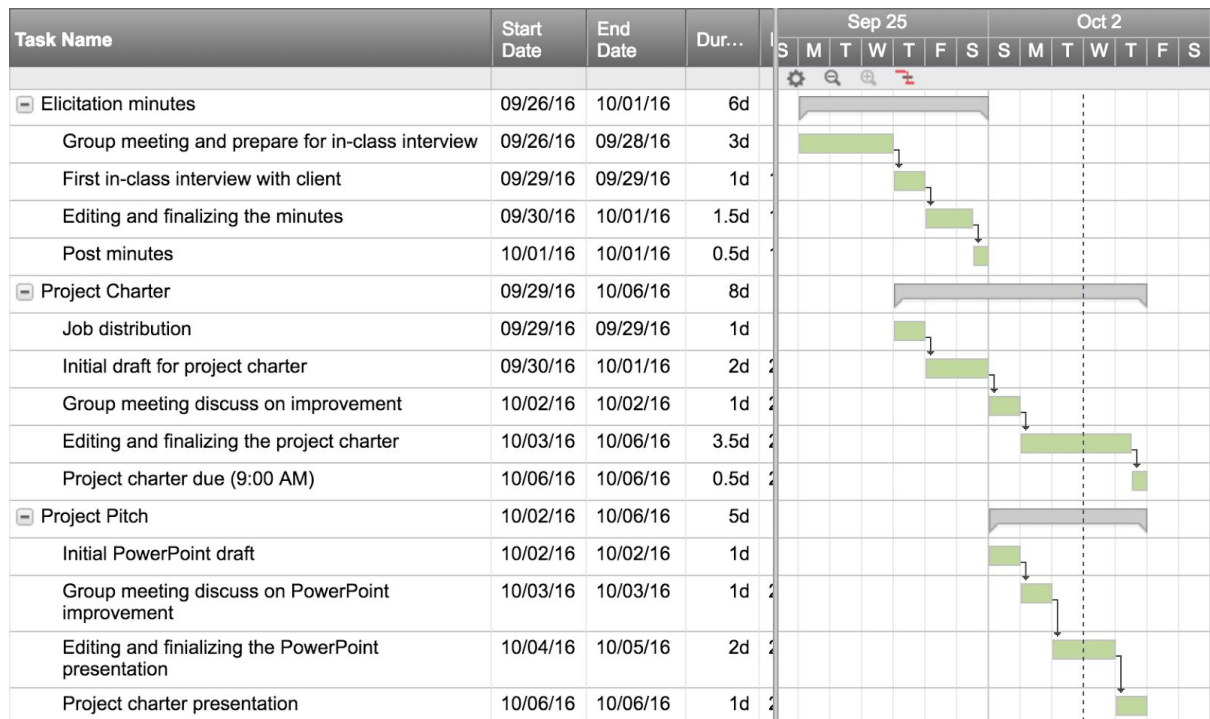 Task Name Start Date End Date Dur... Sep 25 Oct 2
S M T W T F S S M T W T F S
Elicitation minutes 09/26/16 10/01/16 6d
Group meeting and prepare for in-class interview 09/26/16 09/28/16 3d
First in-class interview with client 09/29/16 09/29/16 1d
Editing and finalizing the minutes 09/30/16 10/01/16 1.5d
Post minutes 10/01/16 10/01/16 0.5d
Project Charter 09/29/16 10/06/16 8d
Job distribution 09/29/16 09/29/16 1d
Initial draft for project charter 09/30/16 10/01/16 2d
Group meeting discuss on improvement 10/02/16 10/02/16 1d
Editing and finalizing the project charter 10/03/16 10/06/16 3.5d
Project charter due (9:00 AM) 10/06/16 10/06/16 0.5d
Project Pitch 10/02/16 10/06/16 5d
Initial PowerPoint draft 10/02/16 10/02/16 1d
Group meeting discuss on PowerPoint 10/03/16 10/03/16 1d
improvement
Editing and finializing the PowerPoint 10/04/16 10/05/16 2d
presentation
Project charter presentation 10/06/16 10/06/16 1d